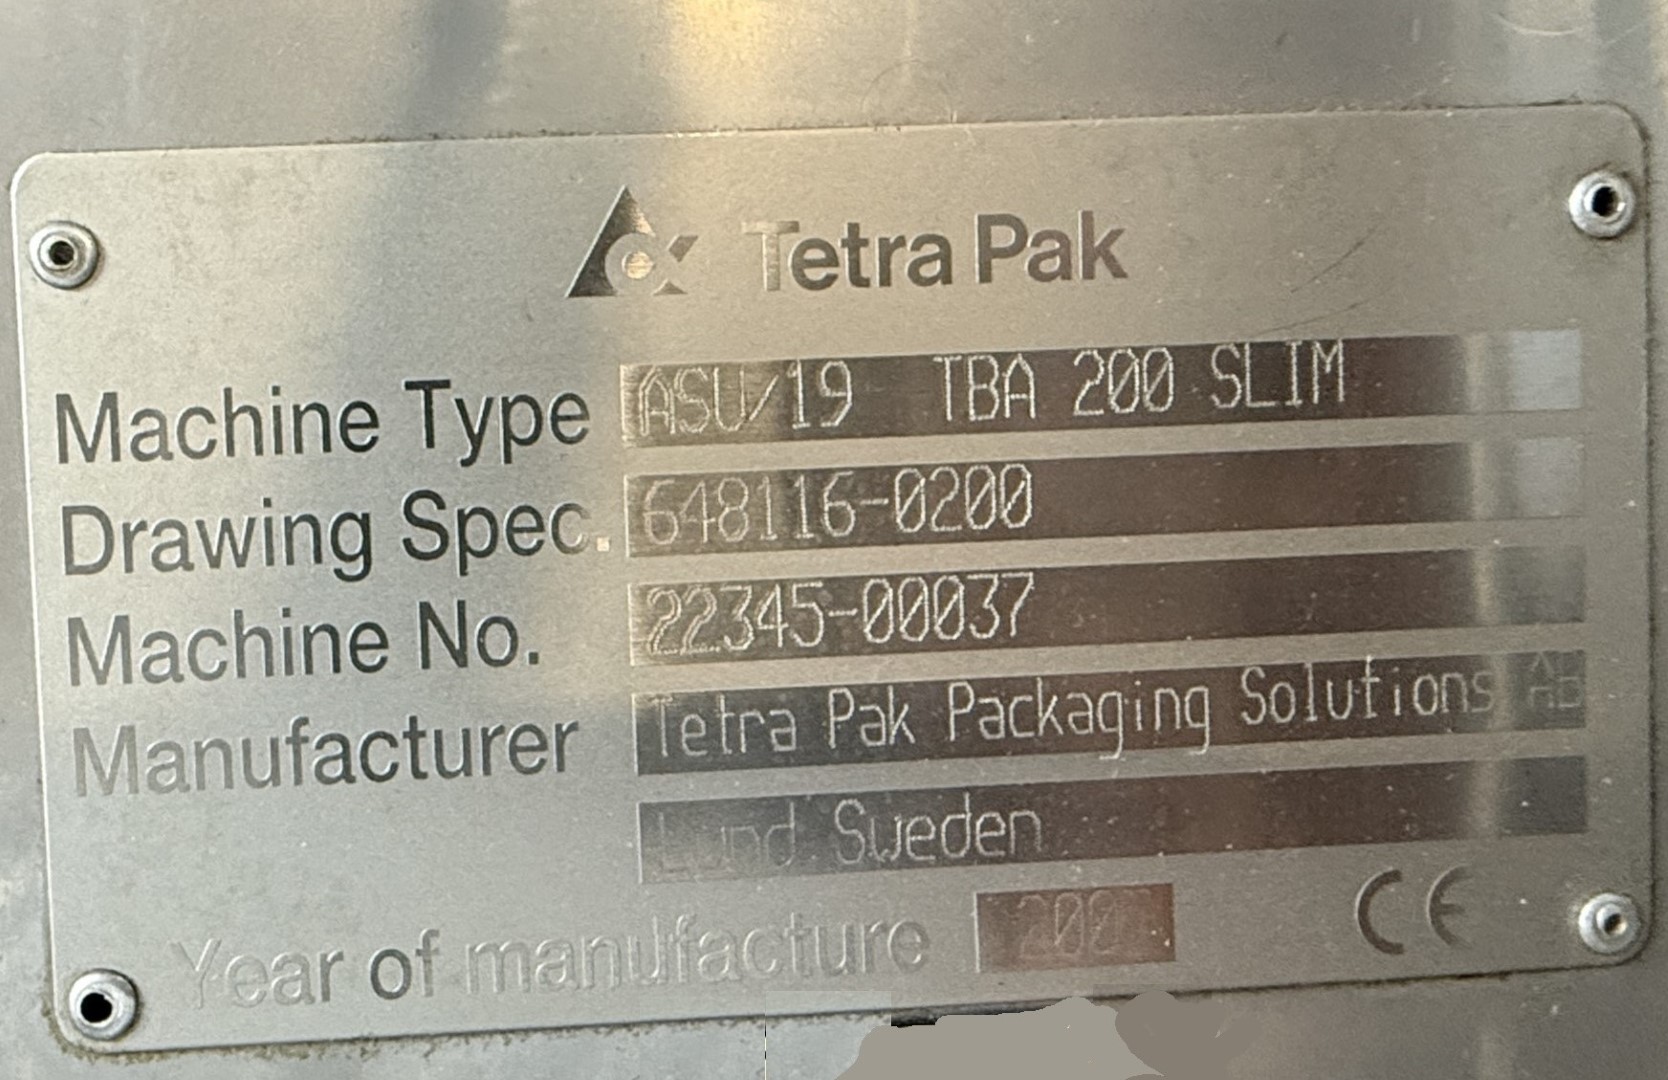 Tetra Pak
Machine Type ASU/19 TBA 200 SLIM
Drawing Spec. 648116-0200
Machine No. 22345-00037
Manufacturer Tetra Pak Packaging Solutions AB
Lund Sweden
Year of manufacture
CE